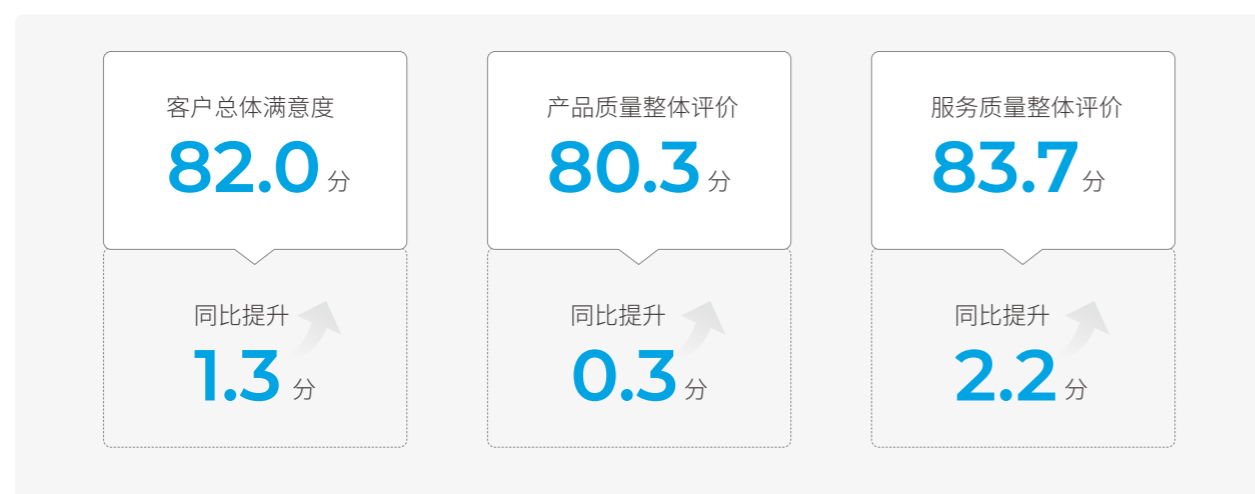 客户总体满意度
82.0 分
产品质量整体评价
80.3 分
服务质量整体评价
83.7 分
同比提升
1.3 分
同比提升
0.3 分
同比提升
2.2 分